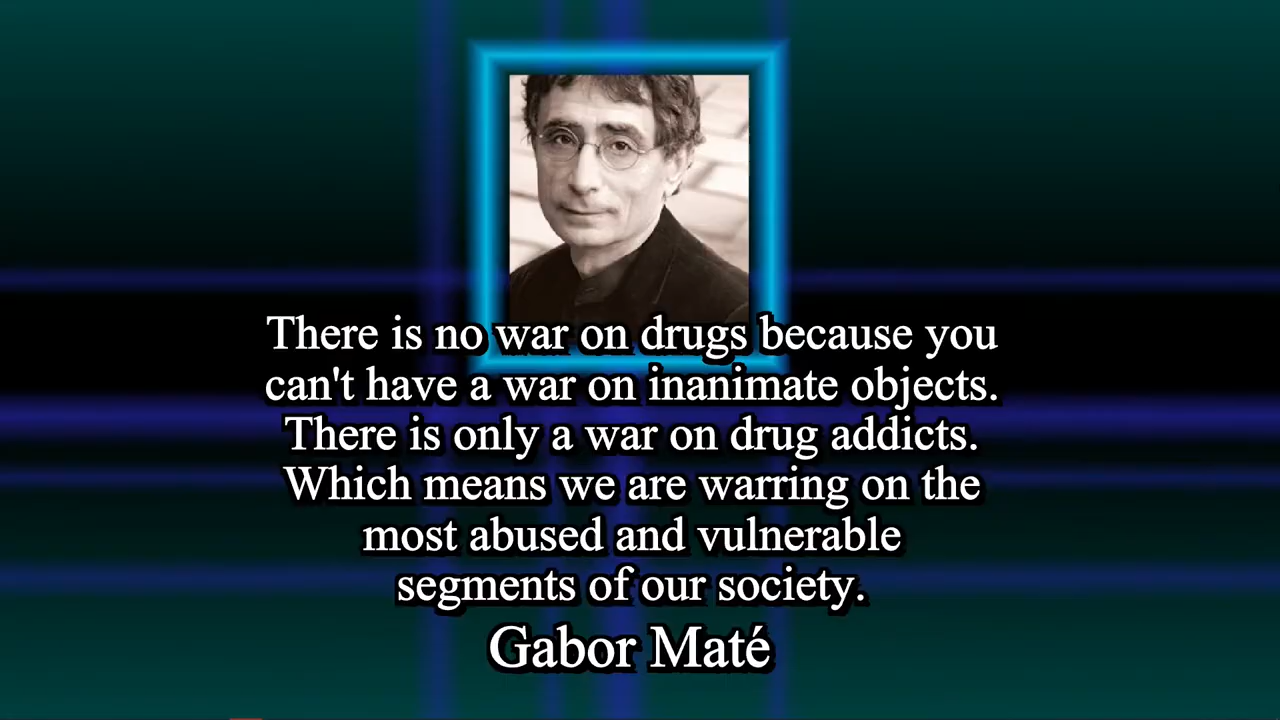 There is no war on drugs because you
can't have a war on inanimate objects.
There is only a war on drug addicts.
Which means we are warring on the
most abused and vulnerable
segments of our society.
Gabor Maté